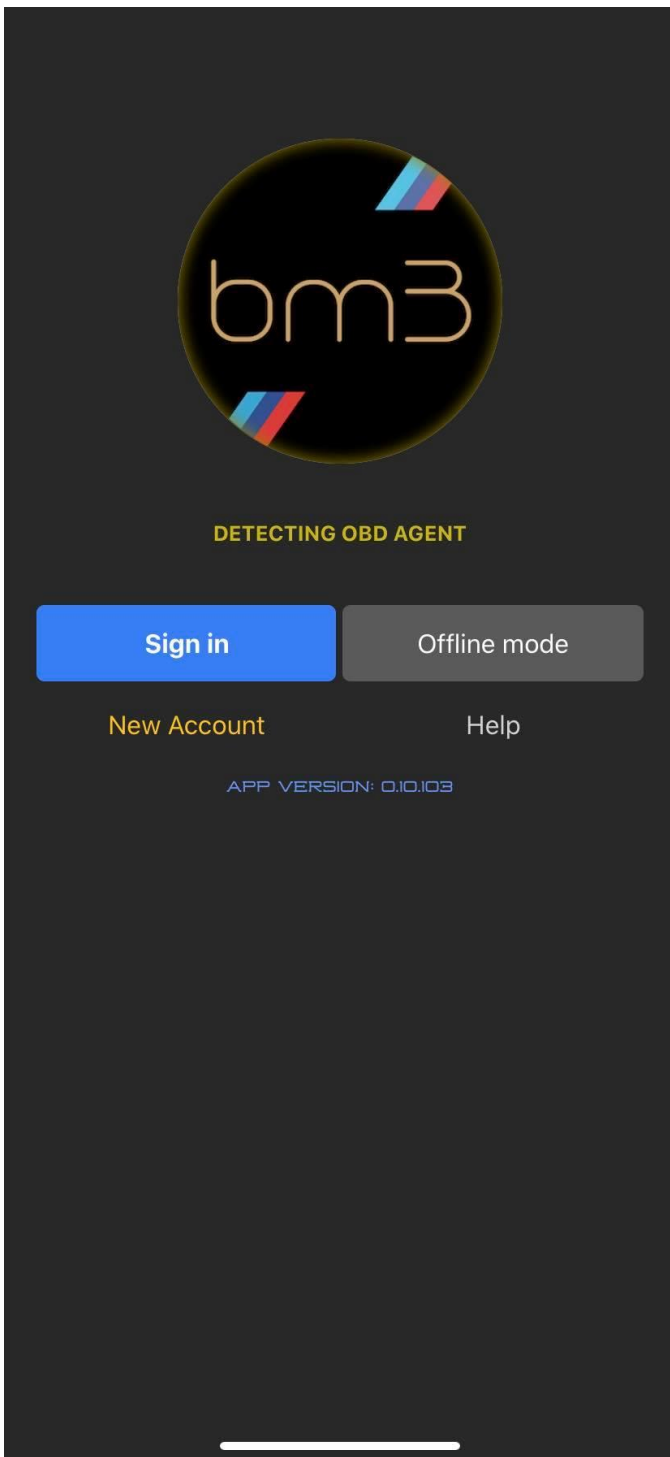 bm3
DETECTING OBD AGENT
Sign in
Offline mode
New Account
Help
APP VERSION: 0.10.103